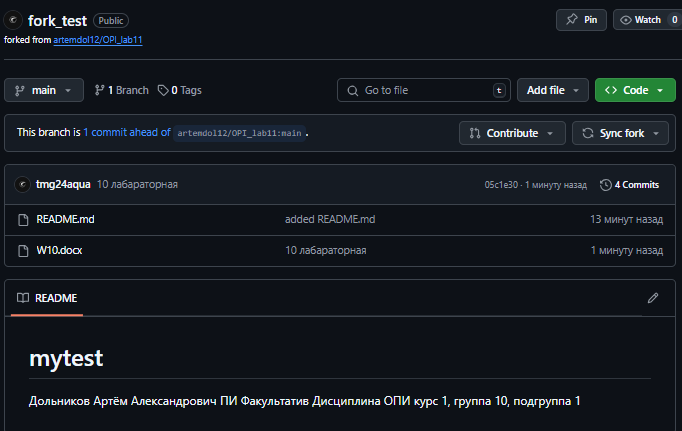 fork_test Public Pin Watch 0
forked from artemdol12/OPI_lab11
main 1 Branch 0 Tags Go to file t Add file <> Code
This branch is 1 commit ahead of artemdol12/OPI_lab11:main . Contribute Sync fork
tmg24aqua 10 лабараторная 05c1e30 · 1 минуту назад 4 Commits
README.md added README.md 13 минут назад
W10.docx 10 лабараторная 1 минуту назад
README
mytest
Дольников Артём Александрович ПИ Факультатив Дисциплина ОПИ курс 1, группа 10, подгруппа 1